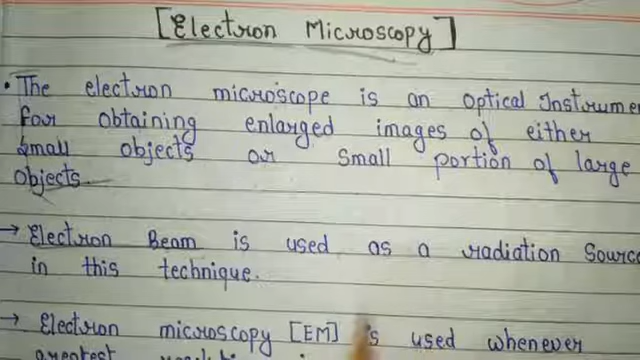 [Electron Microscopy]
• The electron microscope is an optical Instrume
for obtaining enlarged images of either
small objects or small portion of large
objects.
→ Electron Beam is used as a radiation Sourc
in this technique.
→ Electron microscopy [EM] is used whenever
greatest